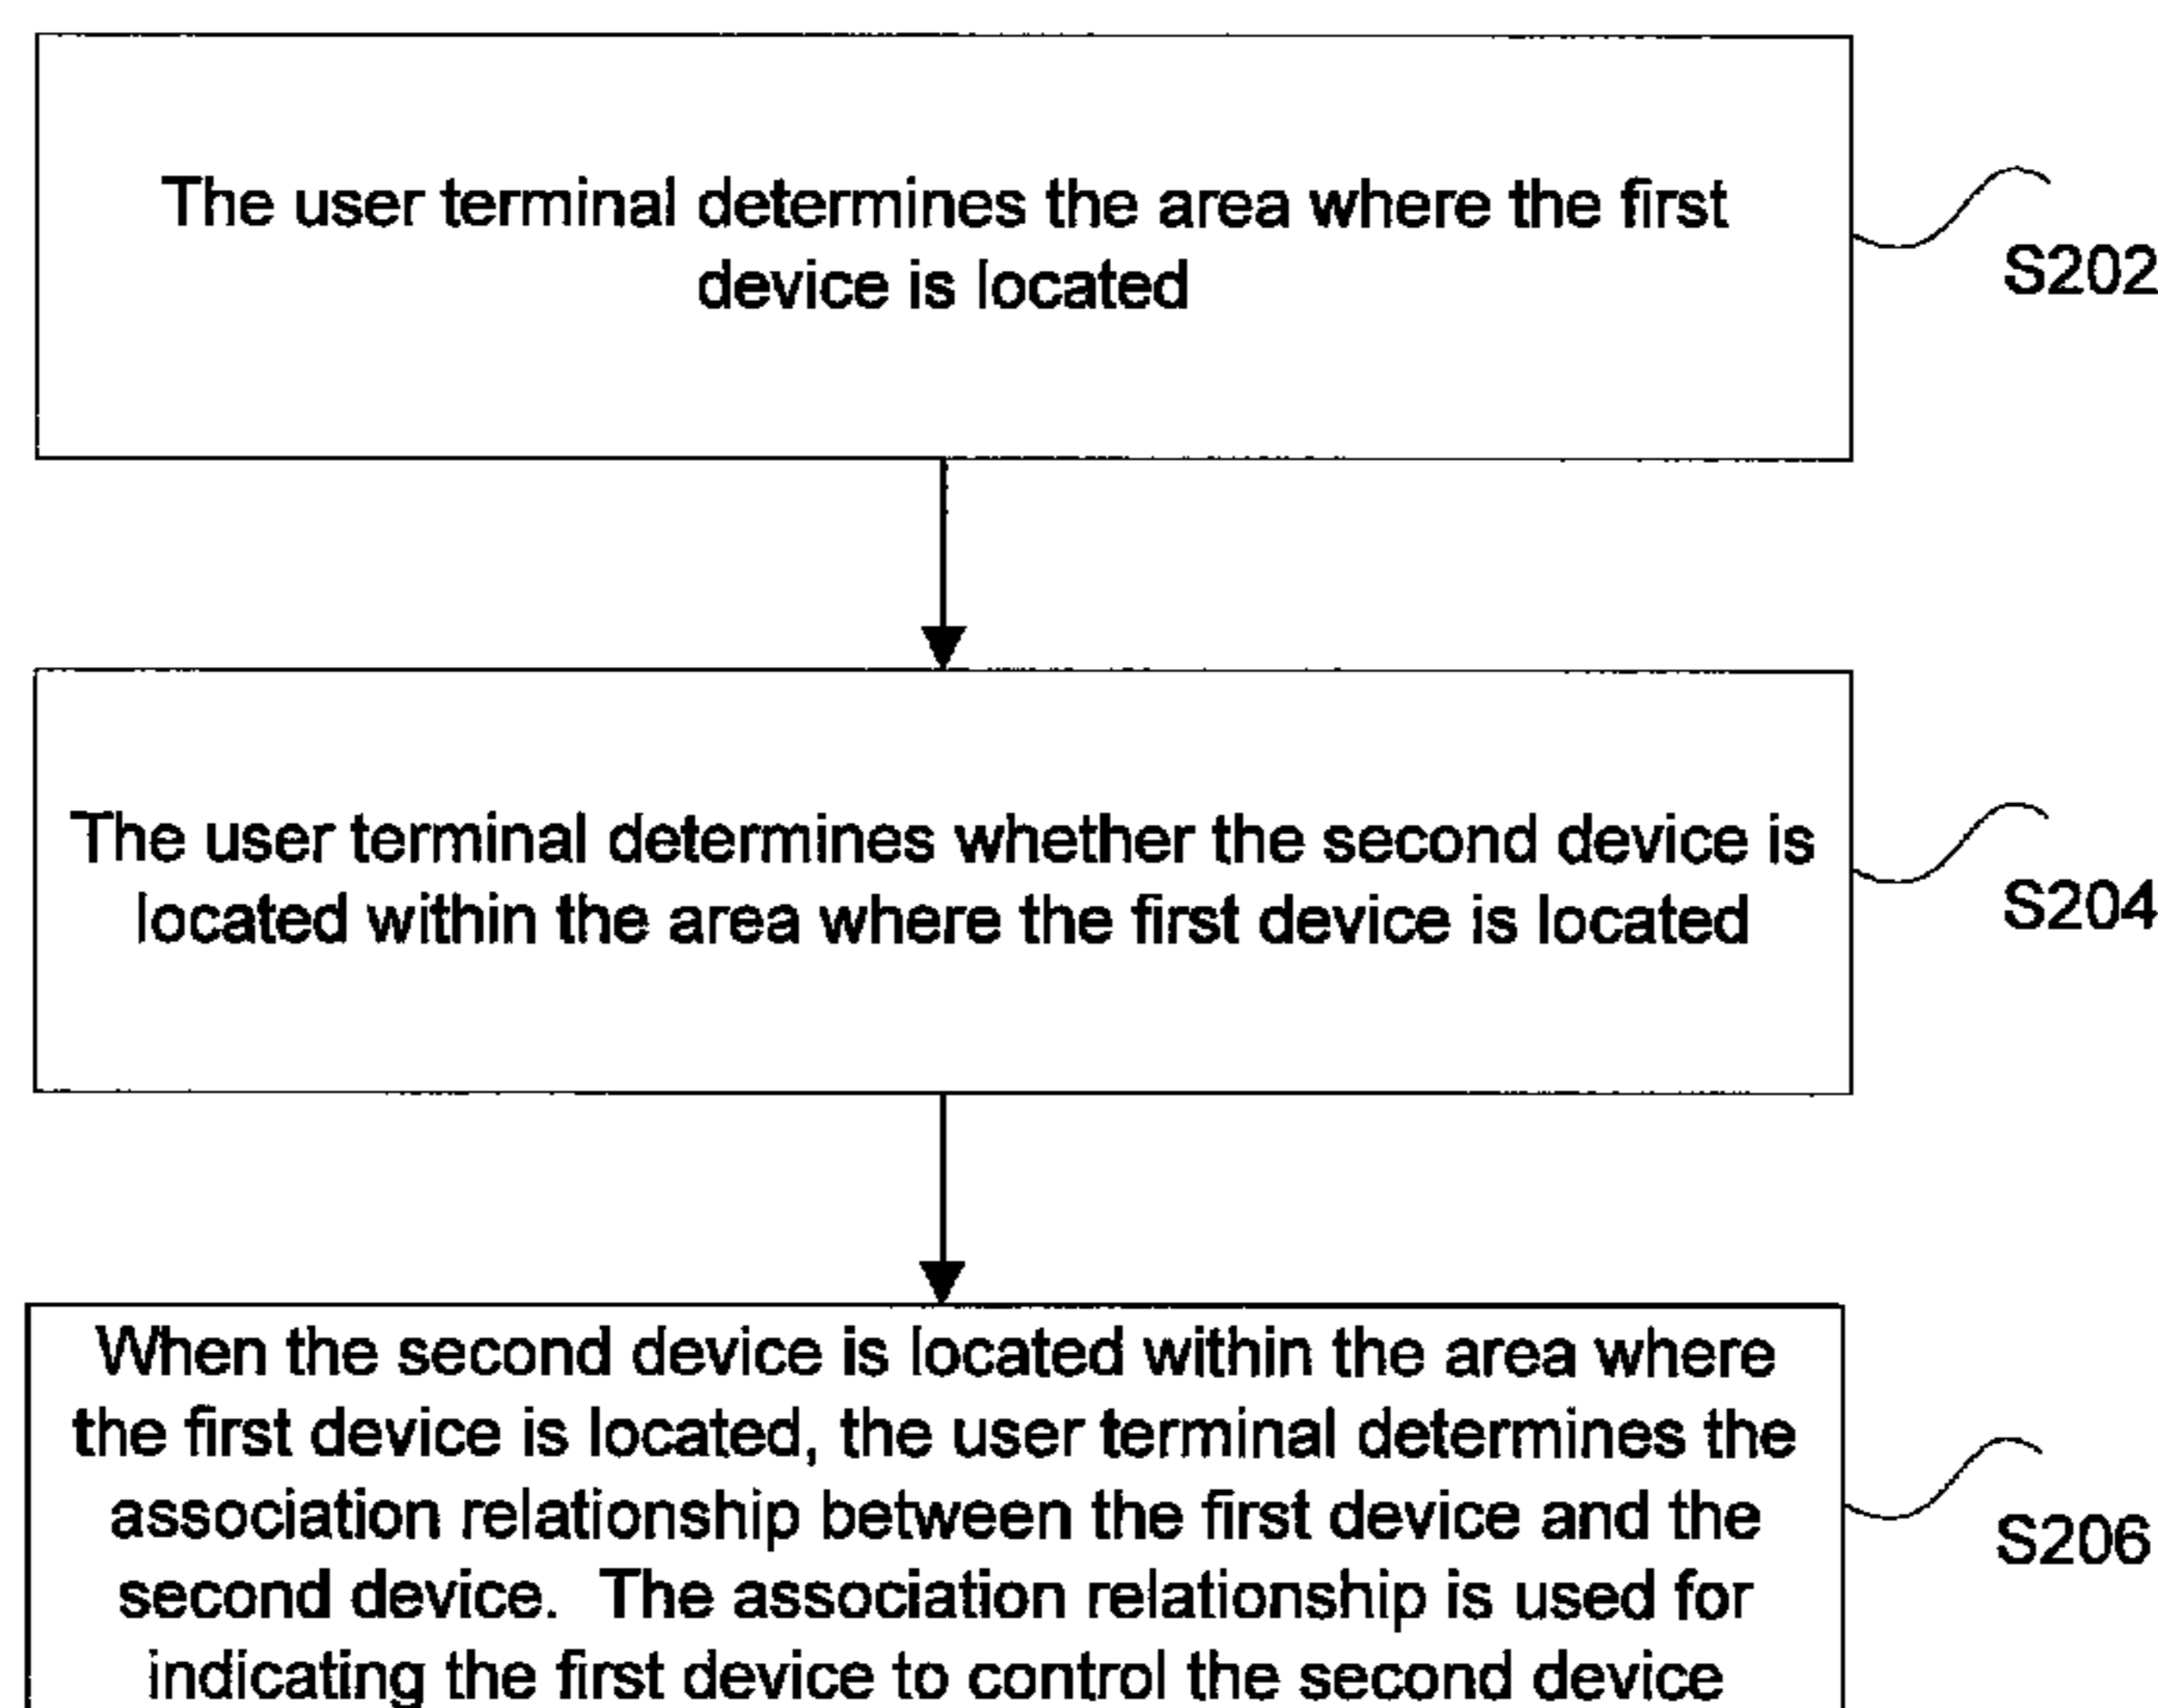 The user terminal determines the area where the first
device is located
S202
The user terminal determines whether the second device is
located within the area where the first device is located
S204
When the second device is located within the area where
the first device is located, the user terminal determines the
association relationship between the first device and the
second device. The association relationship is used for
indicating the first device to control the second device
S206